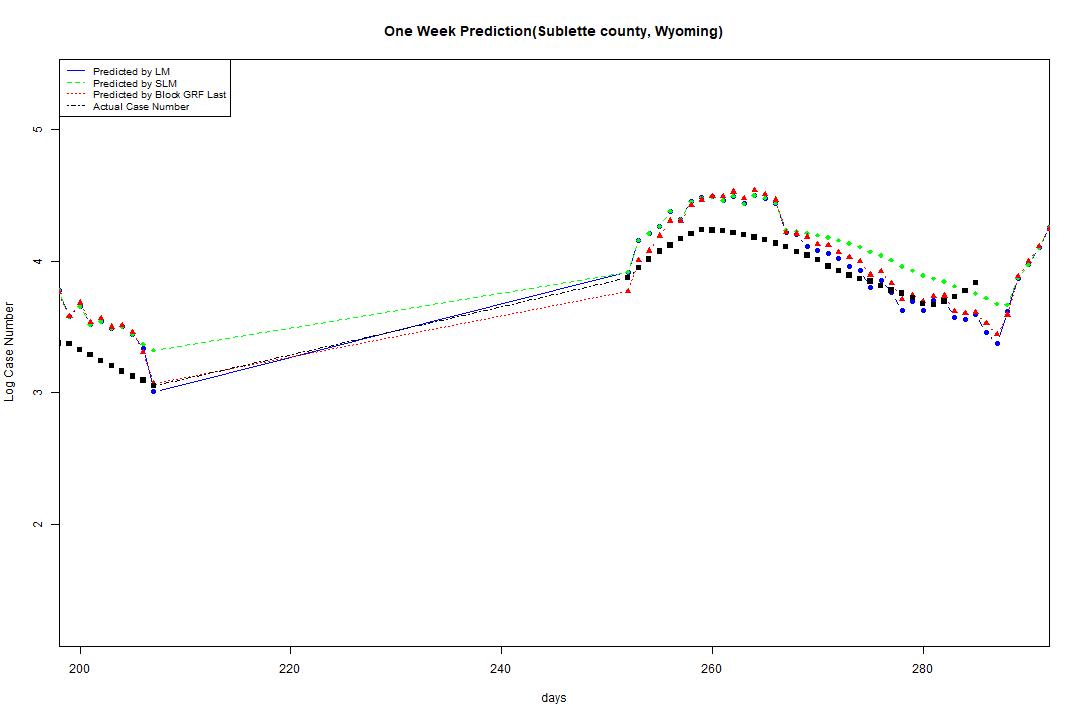 One Week Prediction(Sublette county, Wyoming)
Predicted by LM
Predicted by SLM
Predicted by Block GRF Last
Actual Case Number
5
4
3
2
Log Case Number
200 220 240 260 280
days